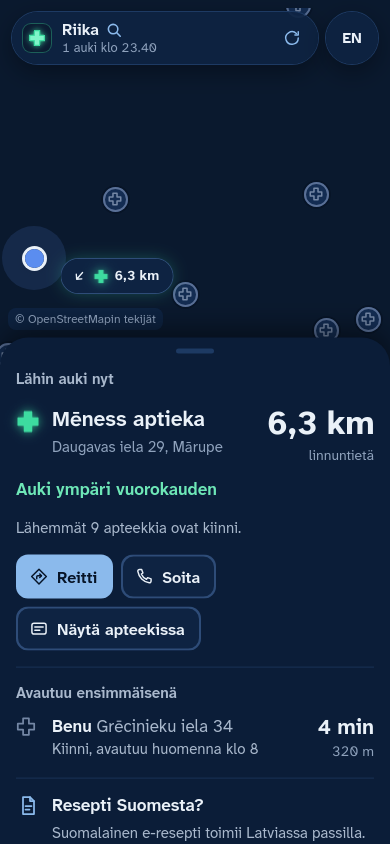 Riika
1 auki klo 23.40
EN
6,3 km
© OpenStreetMapin tekijät
Lähin auki nyt
Mēness aptieka
6,3 km
Daugavas iela 29, Mārupe
linnuntietä
Auki ympäri vuorokauden
Lähemmät 9 apteekkia ovat kiinni.
Reitti
Soita
Näytä apteekissa
Avautuu ensimmäisenä
Benu Grēcinieku iela 34
4 min
Kiinni, avautuu huomenna klo 8
320 m
Resepti Suomesta?
Suomalainen e-resepti toimii Latviassa passilla.